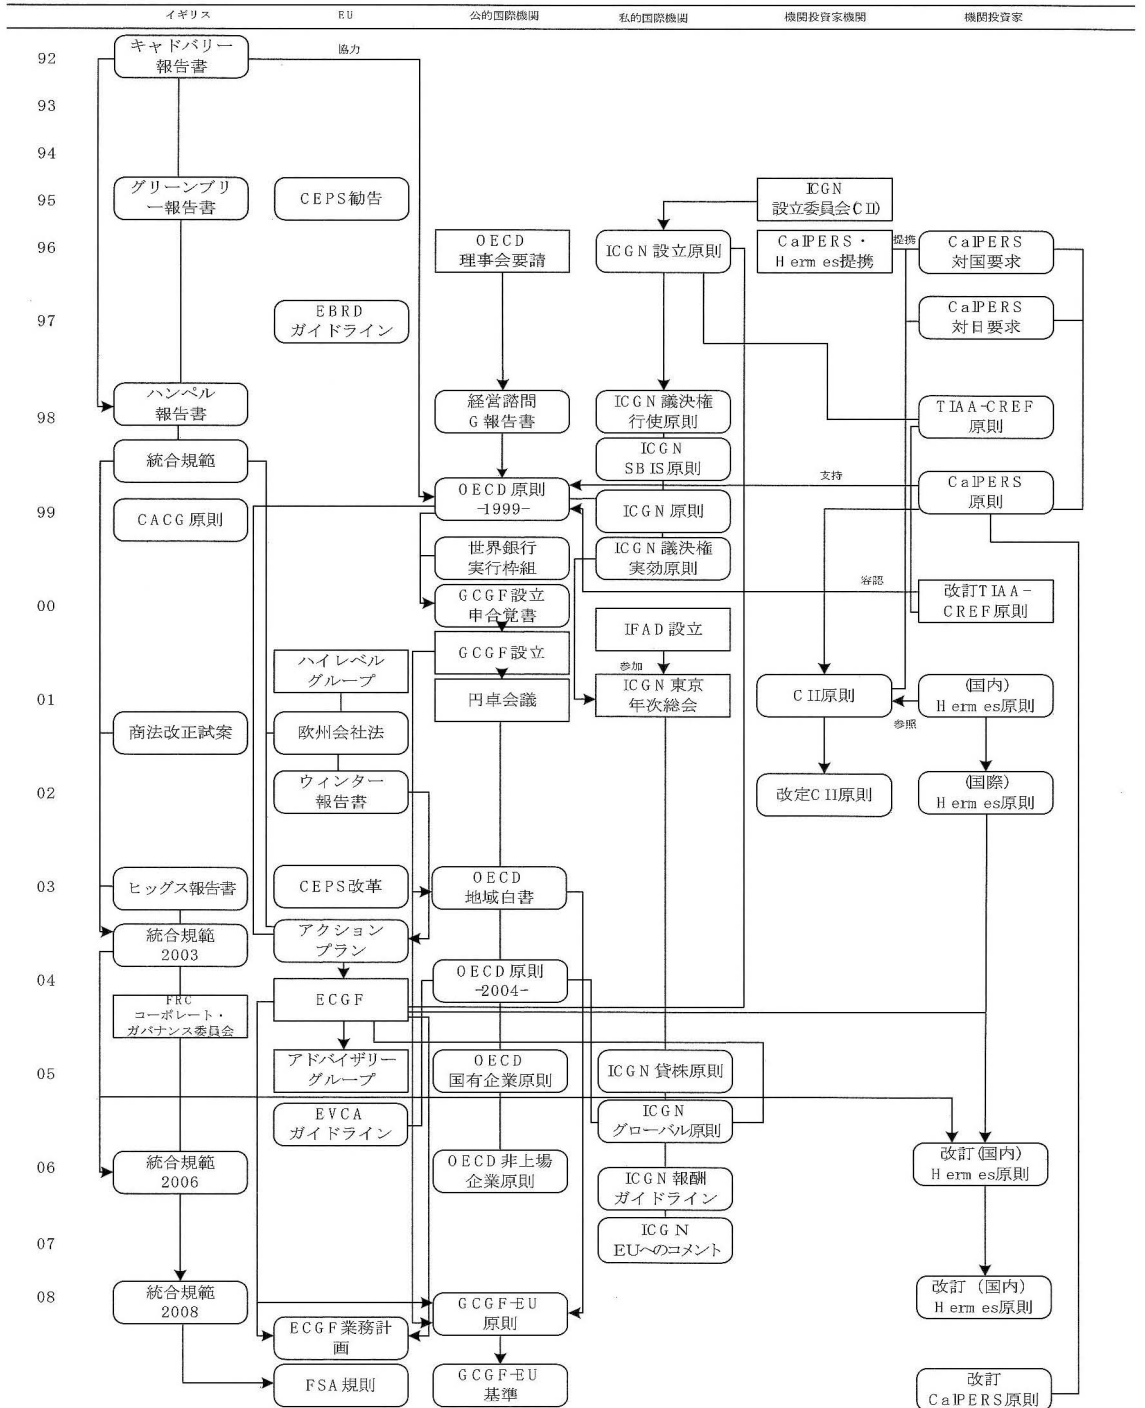 イギリス
EU
公的国際機関
私的国際機関
機関投資家機関
機関投資家
92
キャドバリー
報告書
協力
93
94
95
グリーンブリ
ー報告書
CEPS勧告
ICGN
設立委員会(CII)
96
OECD
理事会要請
ICGN設立原則
CalPERS・
Hermes提携
提携
CalPERS
対国要求
97
EBRD
ガイドライン
CalPERS
対日要求
98
ハンペル
報告書
経営諮問
G報告書
ICGN議決権
行使原則
TIAA-CREF
原則
統合規範
ICGN
SBIS原則
99
CACG原則
OECD原則
-1999-
ICGN原則
支持
CalPERS
原則
世界銀行
実行枠組
ICGN議決権
実効原則
容認
00
GCGF設立
申合覚書
改訂TIAA-
CREF原則
IFAD設立
GCGF設立
ハイレベル
グループ
参加
01
円卓会議
ICGN東京
年次総会
CII原則
(国内)
Hermes原則
参照
商法改正試案
欧州会社法
02
ウィンター
報告書
改定CII原則
(国際)
Hermes原則
03
ヒッグス報告書
CEPS改革
OECD
地域白書
統合規範
2003
アクション
プラン
04
OECD原則
-2004-
FRC
コーポレート・
ガバナンス委員会
ECGF
05
アドバイザリー
グループ
OECD
国有企業原則
ICGN貸株原則
EVCA
ガイドライン
ICGN
グローバル原則
06
統合規範
2006
OECD非上場
企業原則
ICGN報酬
ガイドライン
改訂(国内)
Hermes原則
07
ICGN
EUへのコメント
08
統合規範
2008
GCGF-EU
原則
改訂(国内)
Hermes原則
ECGF業務計
画
FSA規則
GCGF-EU
基準
改訂
CalPERS原則